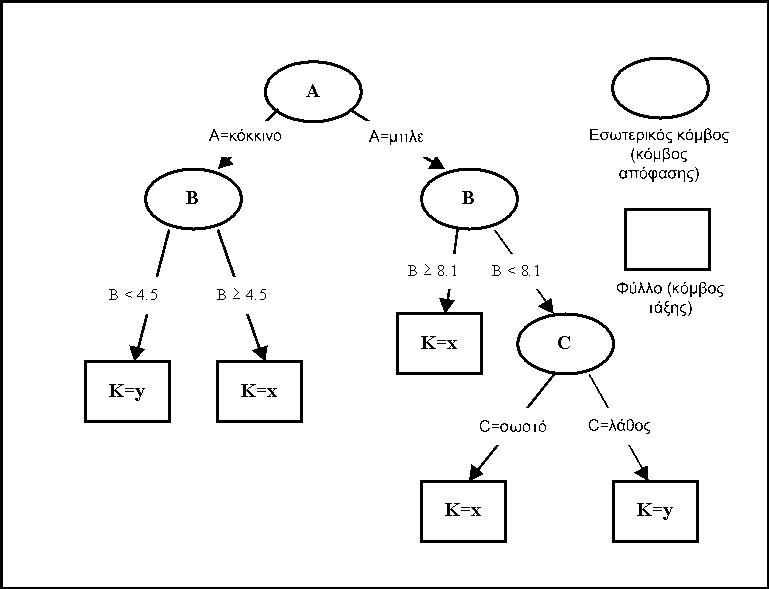 A
A=κόκκινο
A=μπλε
B
B
B < 4.5
B ≥ 4.5
B ≥ 8.1
B < 8.1
K=y
K=x
K=x
C
C=σωστό
C=λάθος
K=x
K=y
Εσωτερικός κόμβος
(κόμβος
απόφασης)
Φύλλο (κόμβος
τάξης)